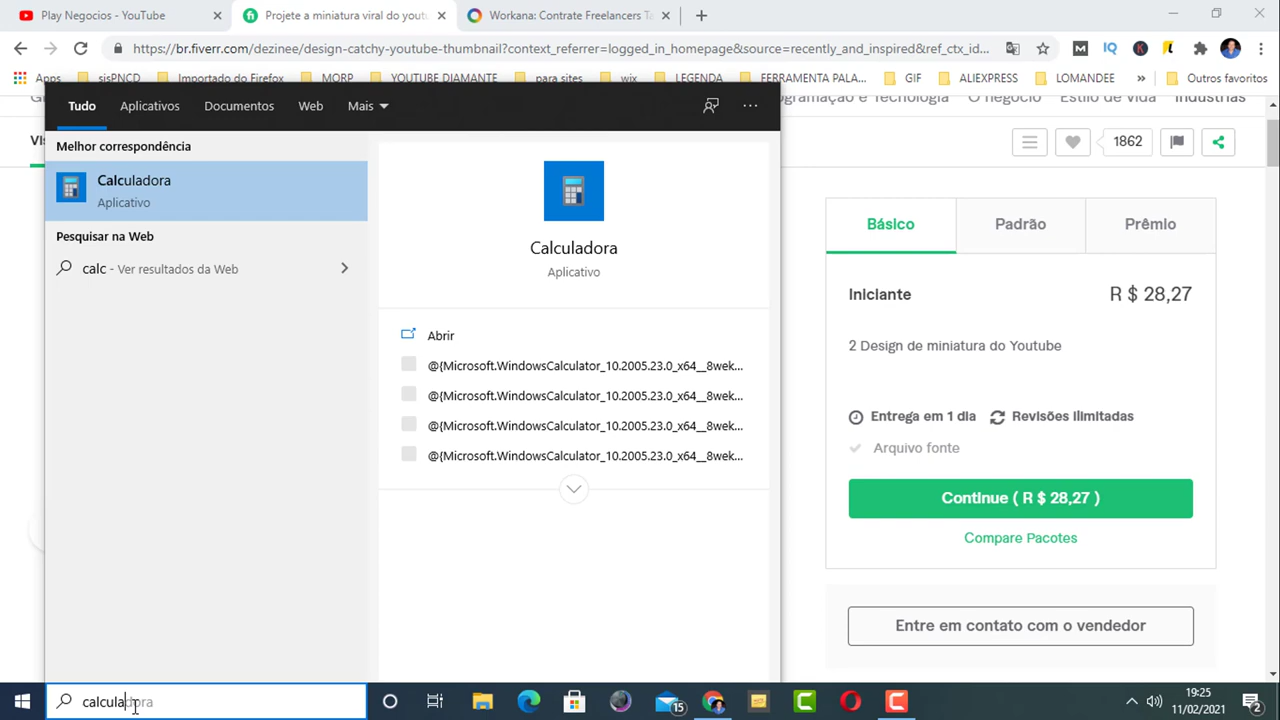 Play Negocios - YouTube
Projete a miniatura viral do youtu
Workana: Contrate Freelancers Ta
https://br.fiverr.com/dezinee/design-catchy-youtube-thumbnail?context_referrer=logged_in_homepage&source=recently_and_inspired&ref_ctx_id...
Apps
sisPNCD
Importado do Firefox
MORP
YOUTUBE DIAMANTE
para sites
wix
LEGENDA
FERRAMENTA PALA...
GIF
ALIEXPRESS
LOMANDEE
»
Outros favoritos
Tudo
Aplicativos
Documentos
Web
Mais
...
ogramação e Tecnologia
O negócio
Estilo de vida
Indústrias
Melhor correspondência
Calculadora
Aplicativo
Pesquisar na Web
calc - Ver resultados da Web
Calculadora
Aplicativo
Abrir
@{Microsoft.WindowsCalculator_10.2005.23.0_x64__8wek...
@{Microsoft.WindowsCalculator_10.2005.23.0_x64__8wek...
@{Microsoft.WindowsCalculator_10.2005.23.0_x64__8wek...
@{Microsoft.WindowsCalculator_10.2005.23.0_x64__8wek...
1862
Básico
Padrão
Prêmio
Iniciante
R $ 28,27
2 Design de miniatura do Youtube
Entrega em 1 dia
Revisões Ilimitadas
Arquivo fonte
Continue ( R $ 28,27 )
Compare Pacotes
Entre em contato com o vendedor
calculadora
15
19:25
11/02/2021
2